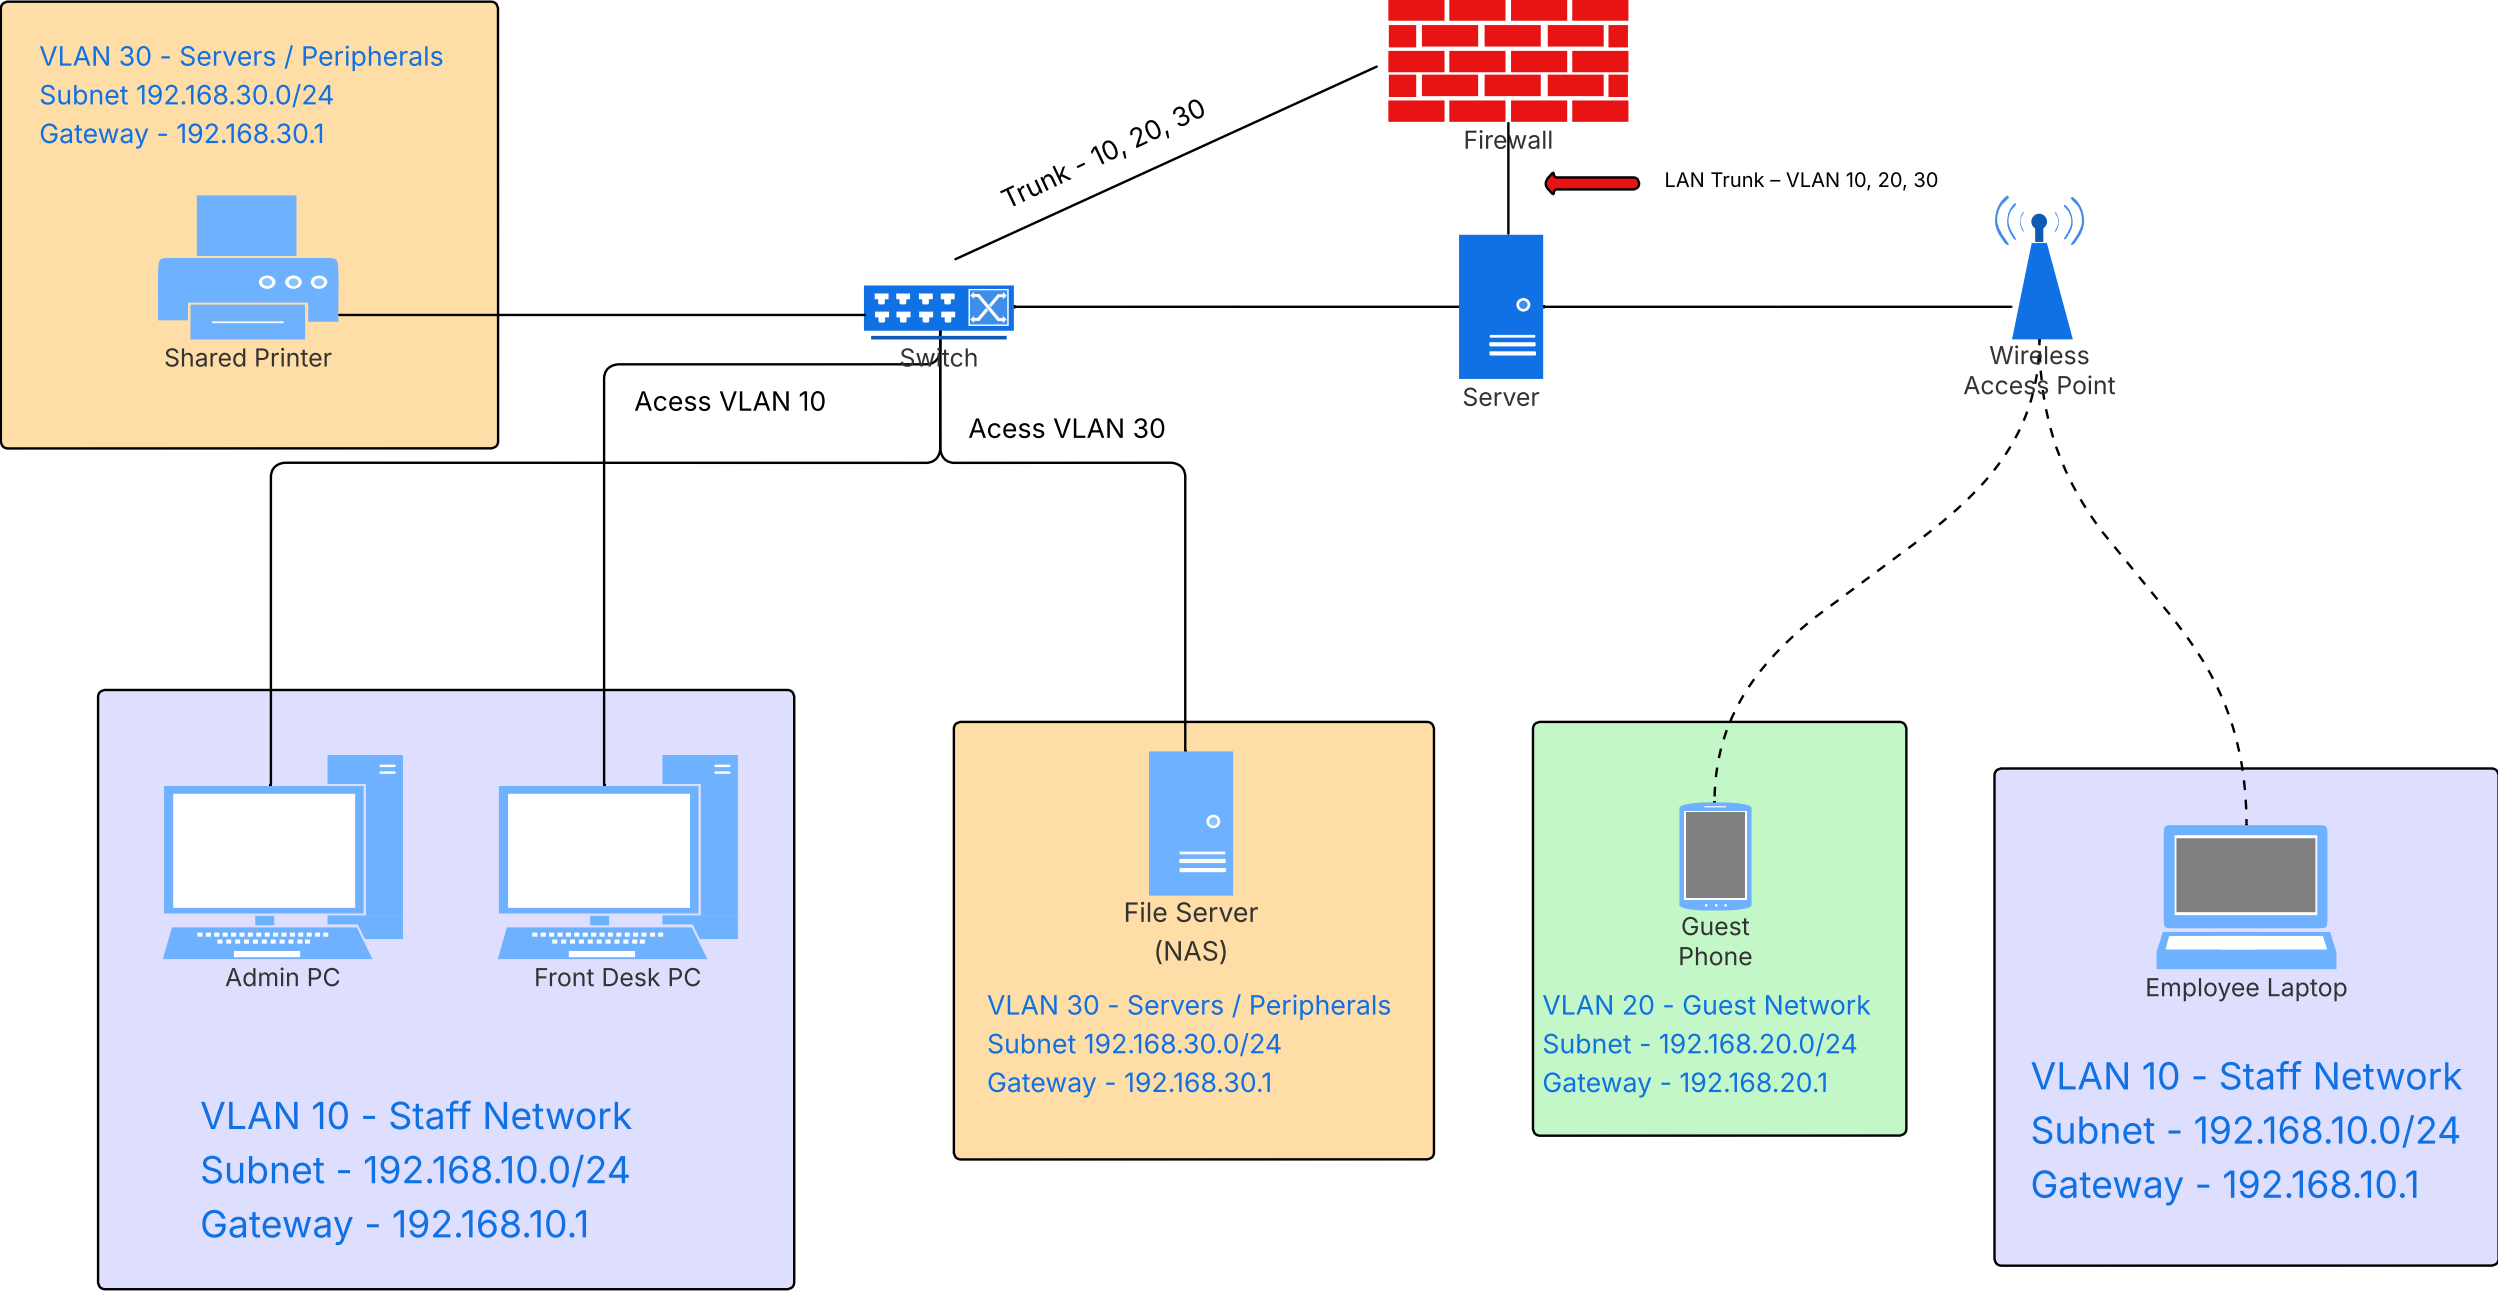 VLAN 30 - Servers / Peripherals
Subnet 192.168.30.0/24
Gateway - 192.168.30.1
Shared Printer
Trunk - 10, 20, 30
Firewall
LAN Trunk – VLAN 10, 20, 30
Switch
Server
Wireless
Access Point
Acess VLAN 10
Acess VLAN 30
Admin PC
Front Desk PC
VLAN 10 - Staff Network
Subnet - 192.168.10.0/24
Gateway - 192.168.10.1
File Server
(NAS)
VLAN 30 - Servers / Peripherals
Subnet 192.168.30.0/24
Gateway - 192.168.30.1
Guest
Phone
VLAN 20 - Guest Network
Subnet - 192.168.20.0/24
Gateway - 192.168.20.1
Employee Laptop
VLAN 10 - Staff Network
Subnet - 192.168.10.0/24
Gateway - 192.168.10.1